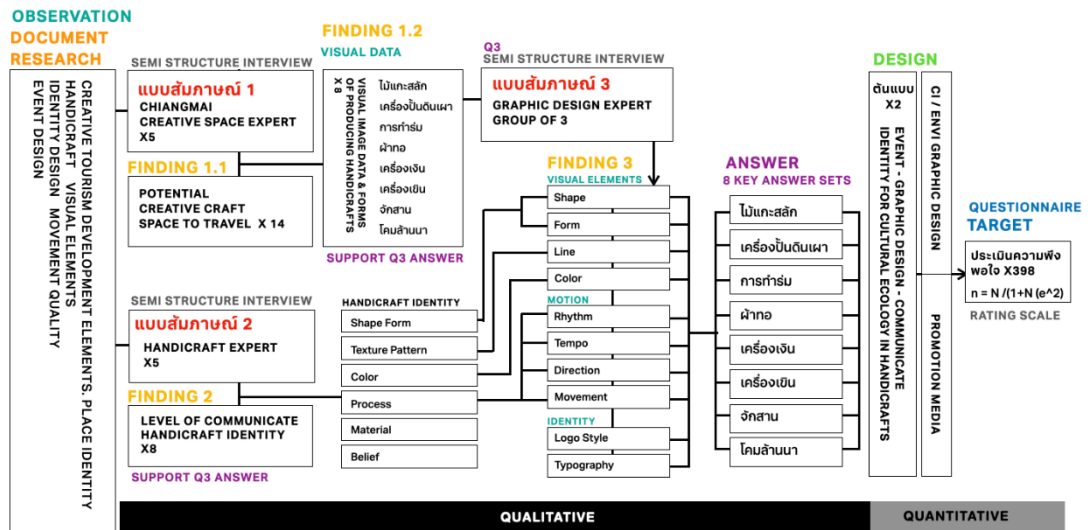 OBSERVATION
DOCUMENT
RESEARCH
CREATIVE TOURISM DEVELOPMENT ELEMENTS. PLACE IDENTITY
HANDICRAFT VISUAL ELEMENTS
IDENTITY DESIGN MOVEMENT QUALITY
EVENT DESIGN
SEMI STRUCTURE INTERVIEW
แบบสัมภาษณ์ 1
CHIANGMAI
CREATIVE SPACE EXPERT
X5
FINDING 1.1
POTENTIAL
CREATIVE CRAFT
SPACE TO TRAVEL X 14
SEMI STRUCTURE INTERVIEW
แบบสัมภาษณ์ 2
HANDICRAFT EXPERT
X5
FINDING 2
LEVEL OF COMMUNICATE
HANDICRAFT IDENTITY
X8
SUPPORT Q3 ANSWER
FINDING 1.2
VISUAL DATA
VISUAL IMAGE DATA & FORMS
OF PRODUCING HANDICRAFTS
X 8
ไม้แกะสลัก
เครื่องปั้นดินเผา
การทำร่ม
ผ้าทอ
เครื่องเงิน
เครื่องเขิน
จักสาน
โคมล้านนา
SUPPORT Q3 ANSWER
HANDICRAFT IDENTITY
Shape Form
Texture Pattern
Color
Process
Material
Belief
Q3
SEMI STRUCTURE INTERVIEW
แบบสัมภาษณ์ 3
GRAPHIC DESIGN EXPERT
GROUP OF 3
FINDING 3
VISUAL ELEMENTS
Shape
Form
Line
Color
MOTION
Rhythm
Tempo
Direction
Movement
IDENTITY
Logo Style
Typography
ANSWER
8 KEY ANSWER SETS
ไม้แกะสลัก
เครื่องปั้นดินเผา
การทำร่ม
ผ้าทอ
เครื่องเงิน
เครื่องเขิน
จักสาน
โคมล้านนา
DESIGN
ต้นแบบ
X2
EVENT - GRAPHIC DESIGN - COMMUNICATE
IDENTITY FOR CULTURAL ECOLOGY IN HANDICRAFTS
CI / ENVI GRAPHIC DESIGN
PROMOTION MEDIA
QUESTIONNAIRE
TARGET
ประเมินความพึง
พอใจ X398
n = N /(1+N (e^2)
RATING SCALE
QUALITATIVE
QUANTITATIVE